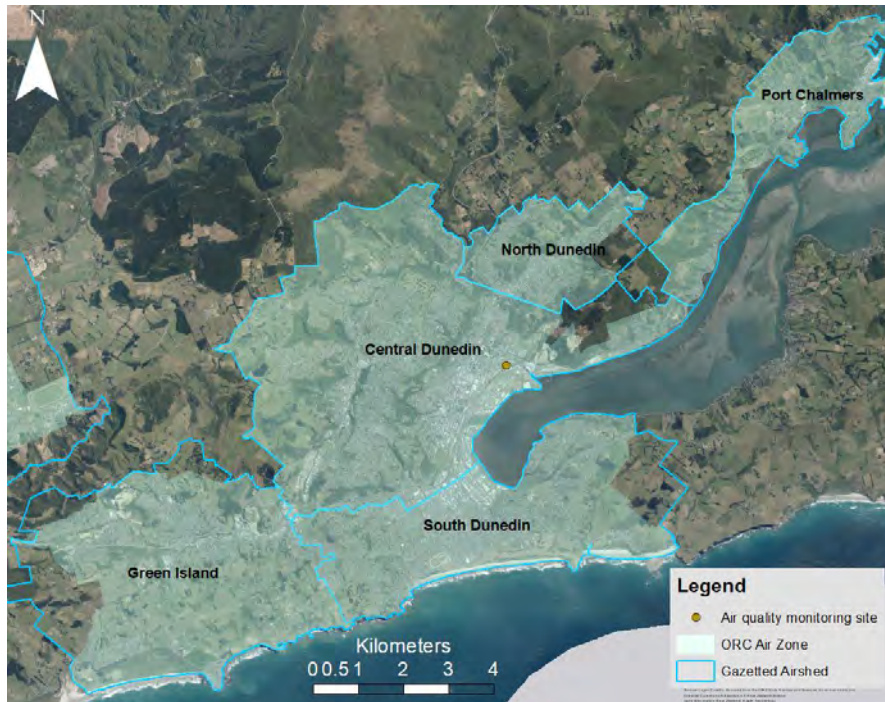 N
Port Chalmers
North Dunedin
Central Dunedin
South Dunedin
Green Island
Legend
Air quality monitoring site
ORC Air Zone
Gazetted Airshed
Kilometers
0 0.5 1 2 3 4